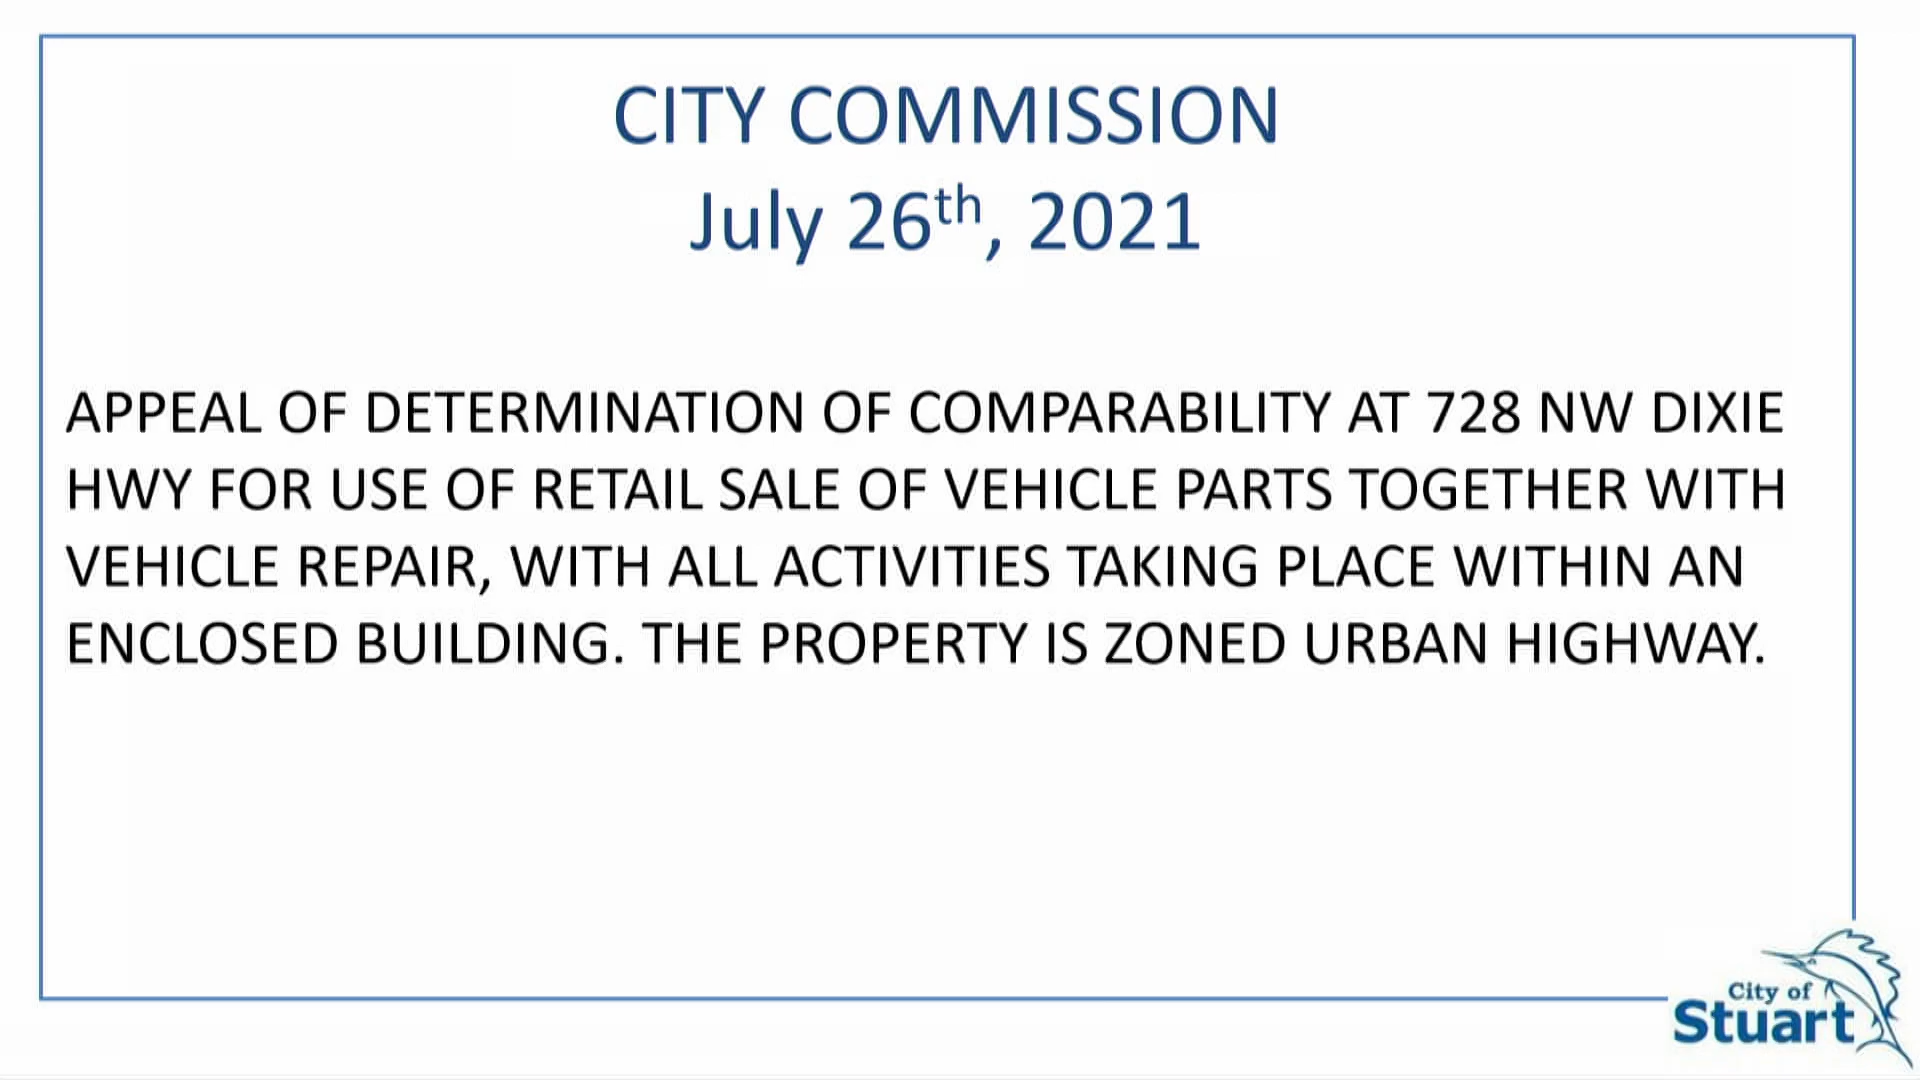 CITY COMMISSION
July 26th, 2021
APPEAL OF DETERMINATION OF COMPARABILITY AT 728 NW DIXIE
HWY FOR USE OF RETAIL SALE OF VEHICLE PARTS TOGETHER WITH
VEHICLE REPAIR, WITH ALL ACTIVITIES TAKING PLACE WITHIN AN
ENCLOSED BUILDING. THE PROPERTY IS ZONED URBAN HIGHWAY.
City of
Stuart